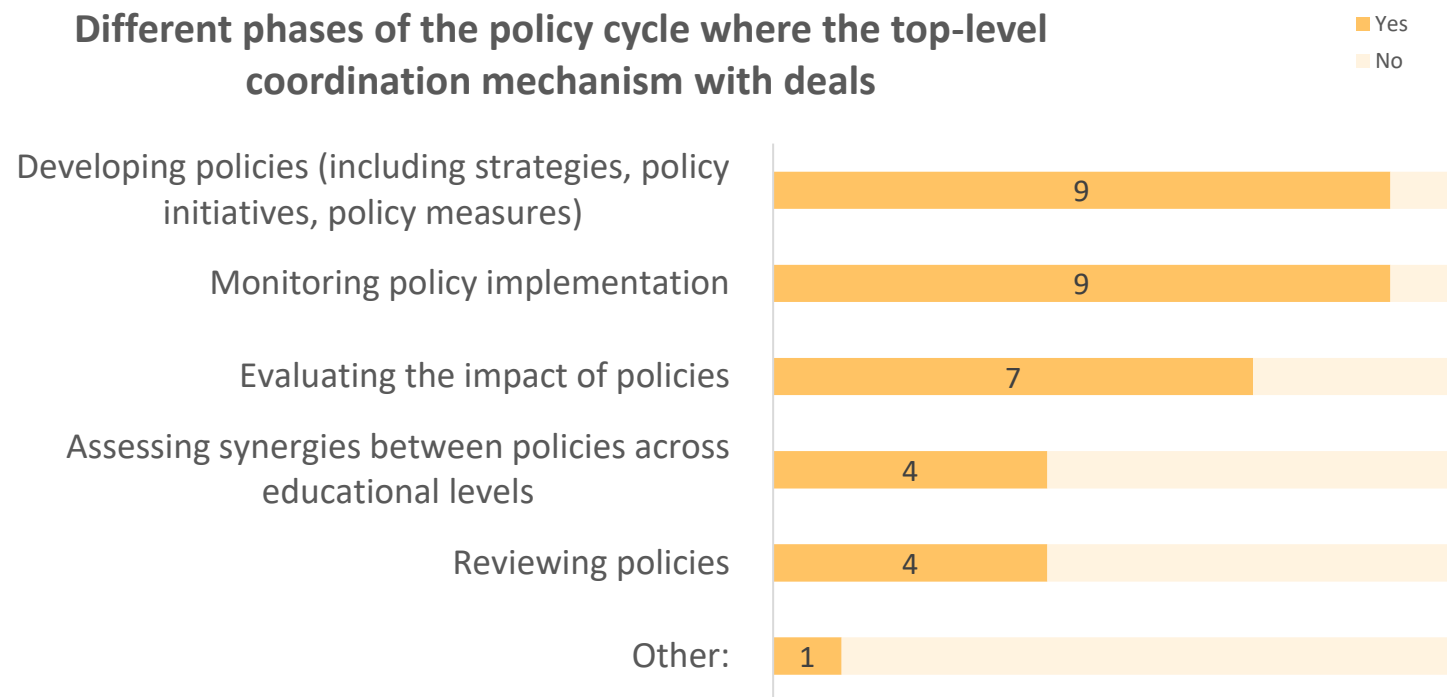 Different phases of the policy cycle where the top-level
coordination mechanism with deals
Yes
No
Developing policies (including strategies, policy
initiatives, policy measures)
9
Monitoring policy implementation
9
Evaluating the impact of policies
7
Assessing synergies between policies across
educational levels
4
Reviewing policies
4
Other:
1